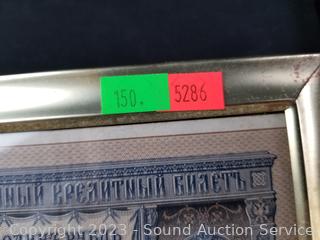 150. 5286
НЫЙ КРЕДИТНЫЙ БИЛЕТЪ
Copyright 2023 - Sound Auction Service